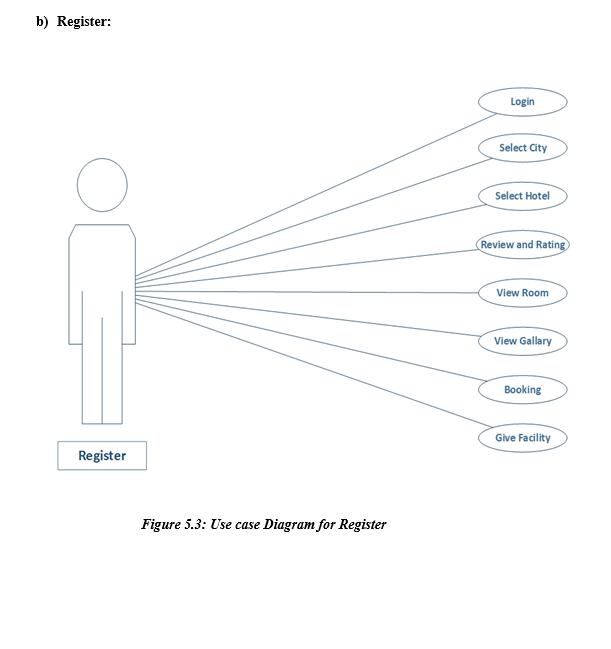 b) Register:
Login
Select City
Select Hotel
Review and Rating
View Room
View Gallary
Booking
Give Facility
Register
Figure 5.3: Use case Diagram for Register